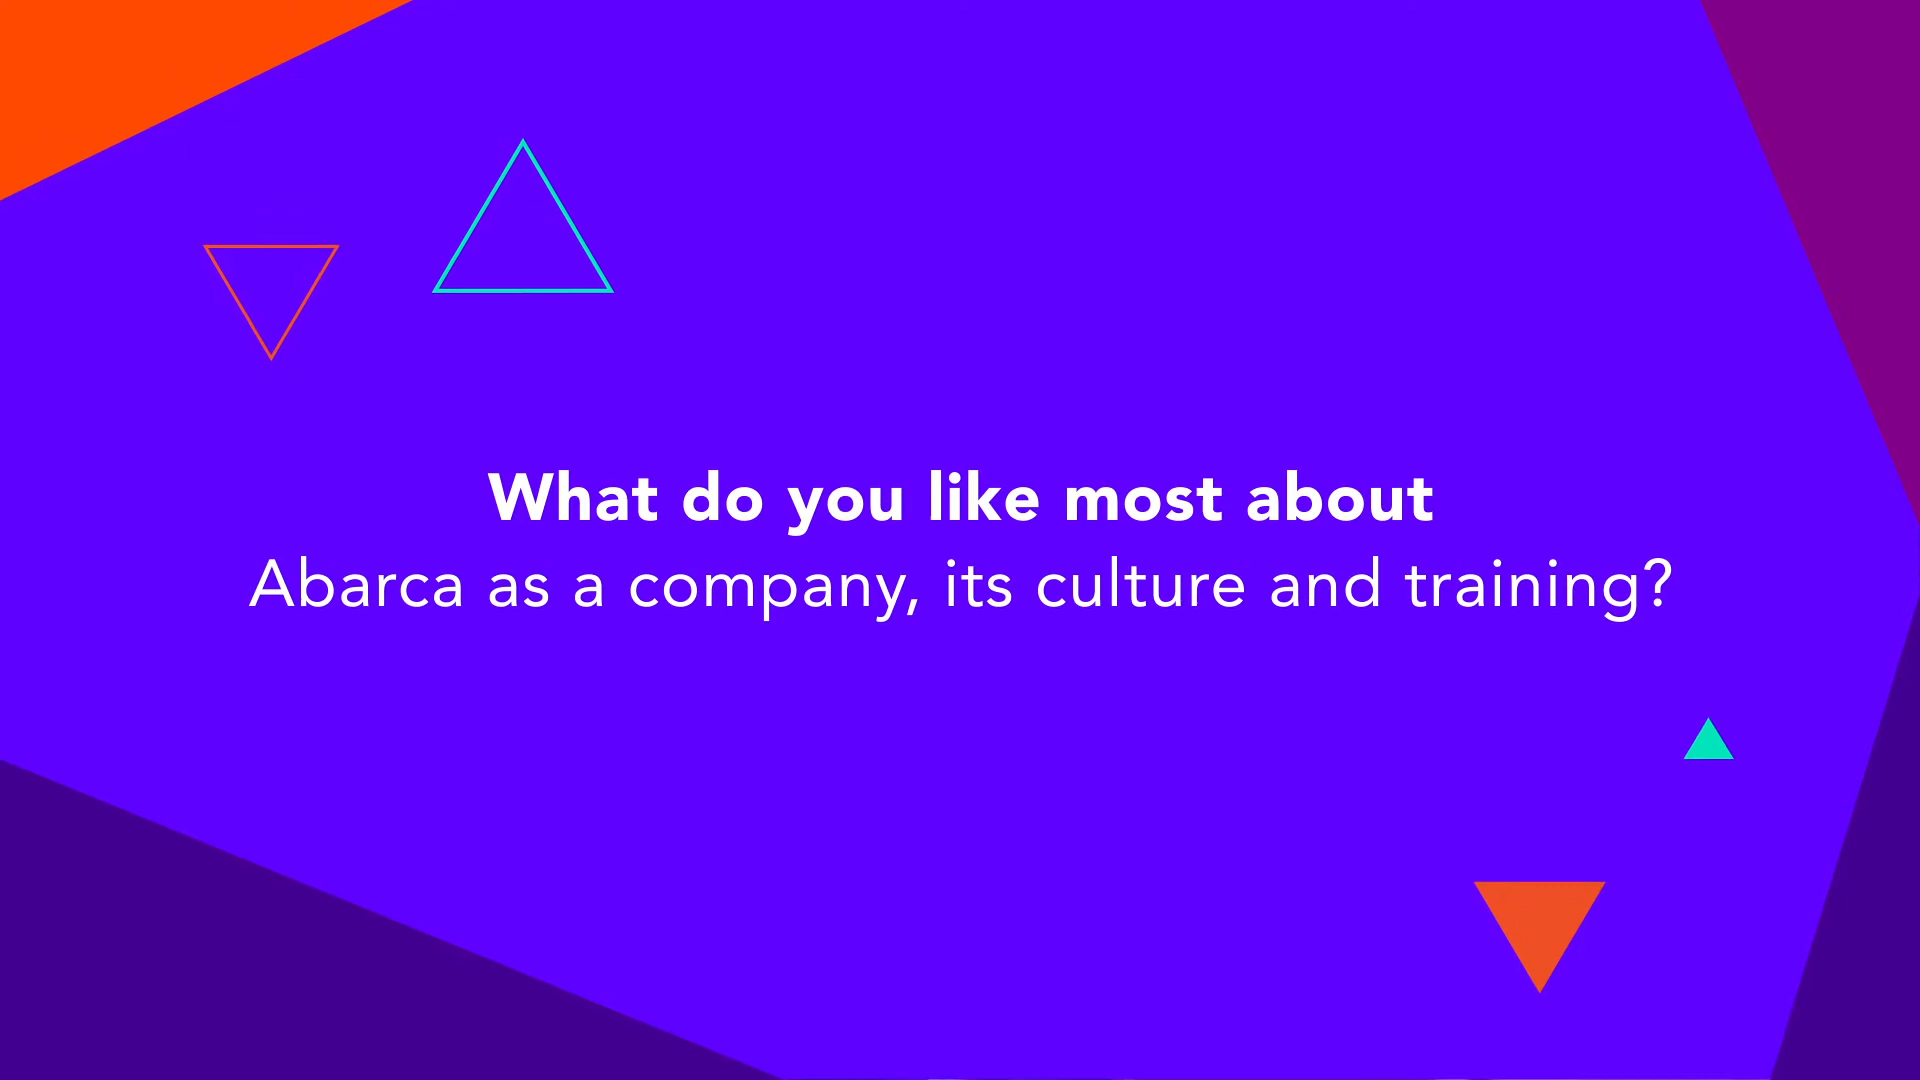 What do you like most about
Abarca as a company, its culture and training?